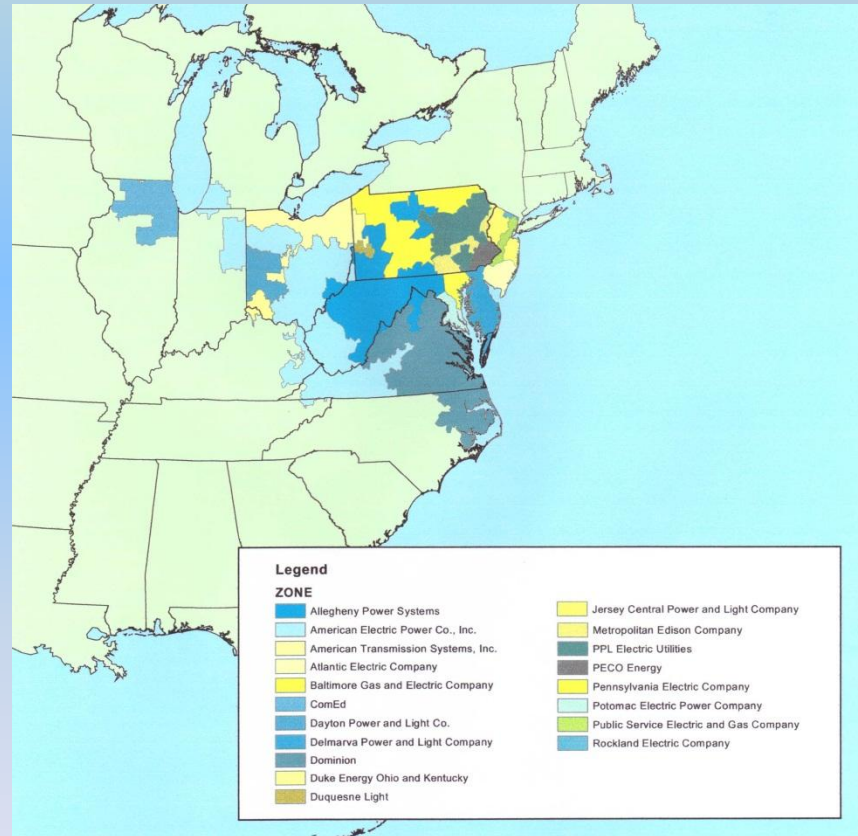 Legend
ZONE
Allegheny Power Systems
American Electric Power Co., Inc.
American Transmission Systems, Inc.
Atlantic Electric Company
Baltimore Gas and Electric Company
ComEd
Dayton Power and Light Co.
Delmarva Power and Light Company
Dominion
Duke Energy Ohio and Kentucky
Duquesne Light
Jersey Central Power and Light Company
Metropolitan Edison Company
PPL Electric Utilities
PECO Energy
Pennsylvania Electric Company
Potomac Electric Power Company
Public Service Electric and Gas Company
Rockland Electric Company